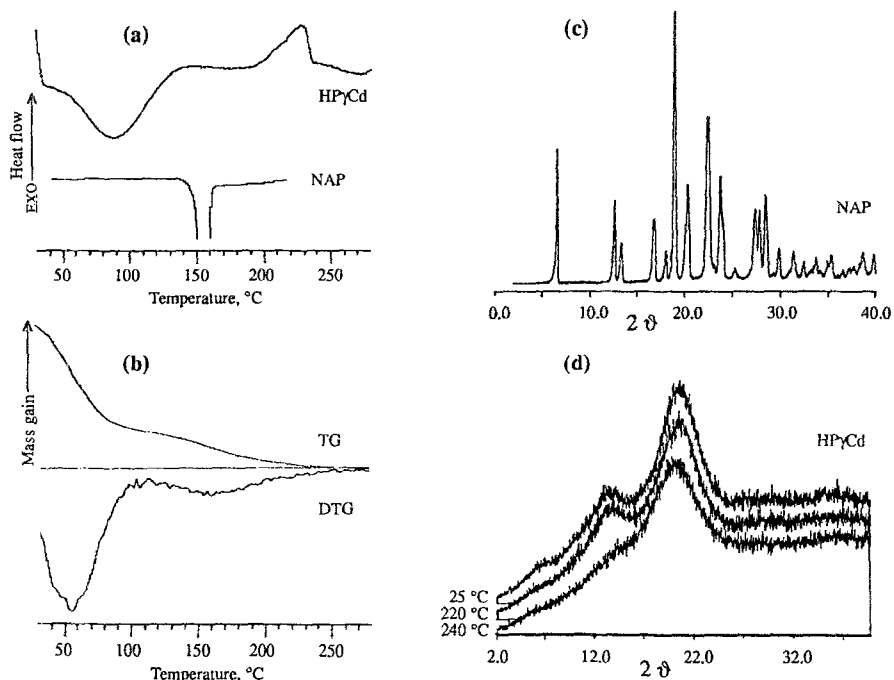 (a)
HPγCd
Heat flow
EXO
NAP
50 100 150 200 250
Temperature, °C
(b)
Mass gain
TG
DTG
50 100 150 200 250
Temperature, °C
(c)
NAP
0.0 10.0 20.0 30.0 40.0
2 ϑ
(d)
HPγCd
25 °C
220 °C
240 °C
2.0 12.0 22.0 32.0
2 ϑ